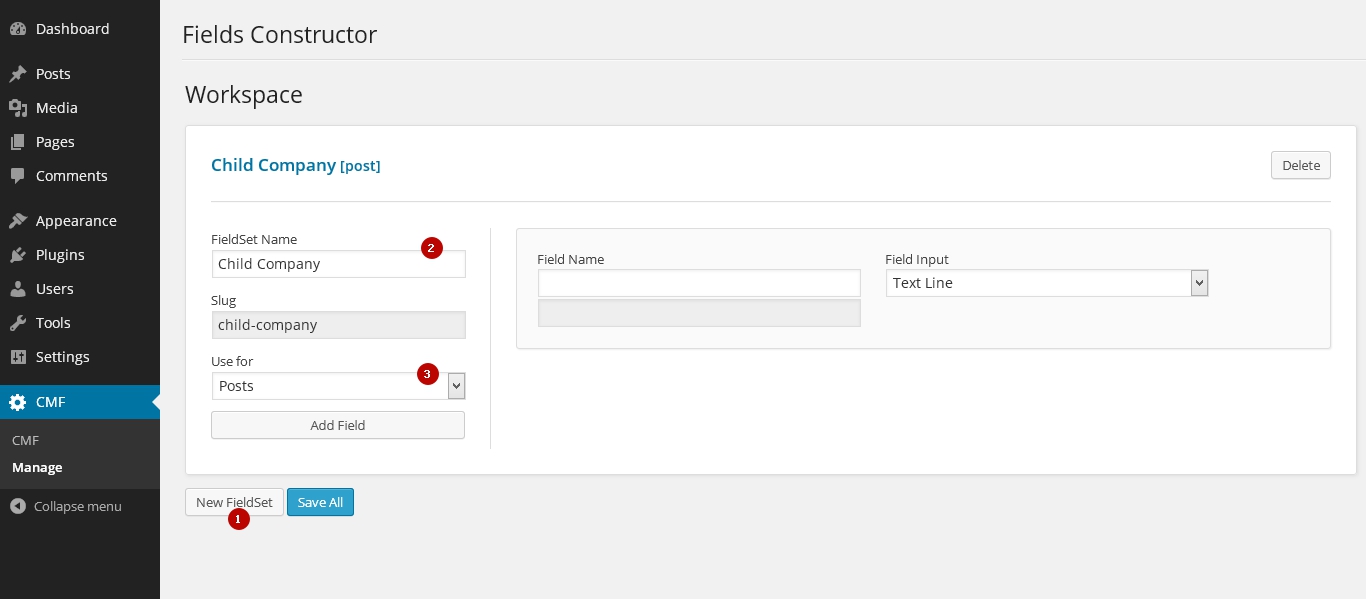 Dashboard
Posts
Media
Pages
Comments
Appearance
Plugins
Users
Tools
Settings
CMF
CMF
Manage
Collapse menu
Fields Constructor
Workspace
Child Company [post]
Delete
FieldSet Name
2
Child Company
Slug
child-company
Use for
3
Posts
Add Field
Field Name
Field Input
Text Line
New FieldSet
Save All
1